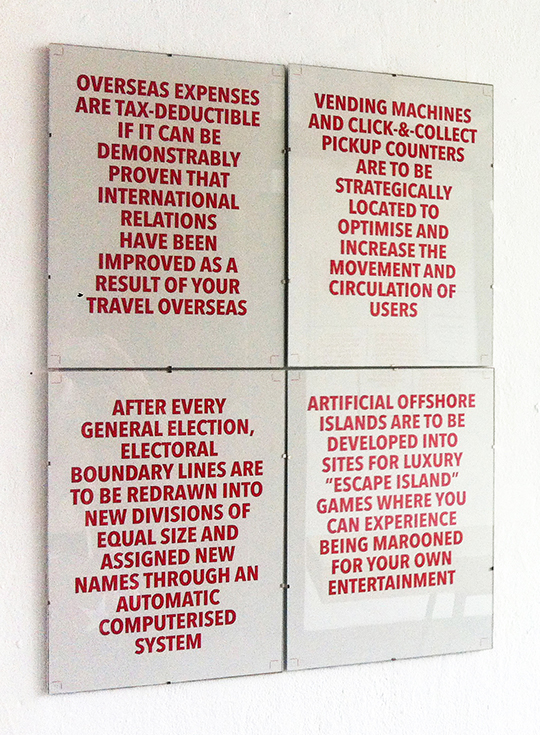 OVERSEAS EXPENSES
ARE TAX-DEDUCTIBLE
IF IT CAN BE
DEMONSTRABLY
PROVEN THAT
INTERNATIONAL
RELATIONS
HAVE BEEN
IMPROVED AS A
RESULT OF YOUR
TRAVEL OVERSEAS
VENDING MACHINES
AND CLICK-&-COLLECT
PICKUP COUNTERS
ARE TO BE
STRATEGICALLY
LOCATED TO
OPTIMISE AND
INCREASE THE
MOVEMENT AND
CIRCULATION OF
USERS
AFTER EVERY
GENERAL ELECTION,
ELECTORAL
BOUNDARY LINES ARE
TO BE REDRAWN INTO
NEW DIVISIONS OF
EQUAL SIZE AND
ASSIGNED NEW
NAMES THROUGH AN
AUTOMATIC
COMPUTERISED
SYSTEM
ARTIFICIAL OFFSHORE
ISLANDS ARE TO BE
DEVELOPED INTO
SITES FOR LUXURY
“ESCAPE ISLAND”
GAMES WHERE YOU
CAN EXPERIENCE
BEING MAROONED
FOR YOUR OWN
ENTERTAINMENT